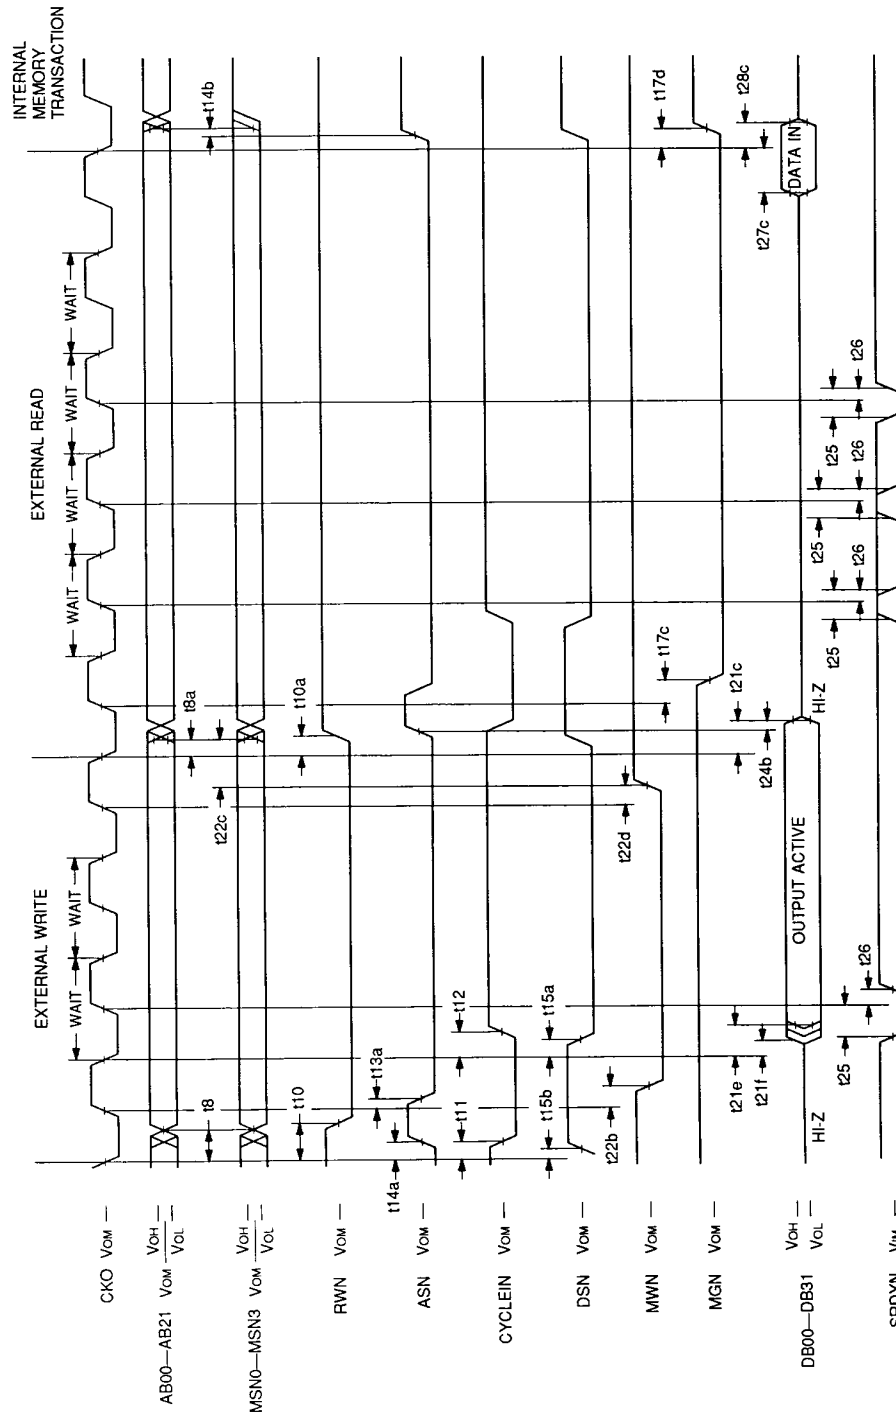 EXTERNAL WRITE
EXTERNAL READ
INTERNAL
MEMORY
TRANSACTION
WAIT WAIT WAIT WAIT WAIT WAIT
CKO VOM
AB00—AB21 VOM VOH
VOL
t8 t8a t14b
MSN0—MSN3 VOM VOH
VOL
t22c
t10 t10a
RWN VOM
t13a
t14a
ASN VOM
t11 t12
CYCLEIN
t15b t15a
DSN VOM
t22b t22d
MWN VOM
t17c t17d
MGN VOM
t21e t21c t28c
t21f t24b t27c
DB00—DB31 VOH
VOL
HI-Z OUTPUT ACTIVE HI-Z DATA IN
t25 t26 t25 t26 t25 t26 t25 t26
SRDYN VIM